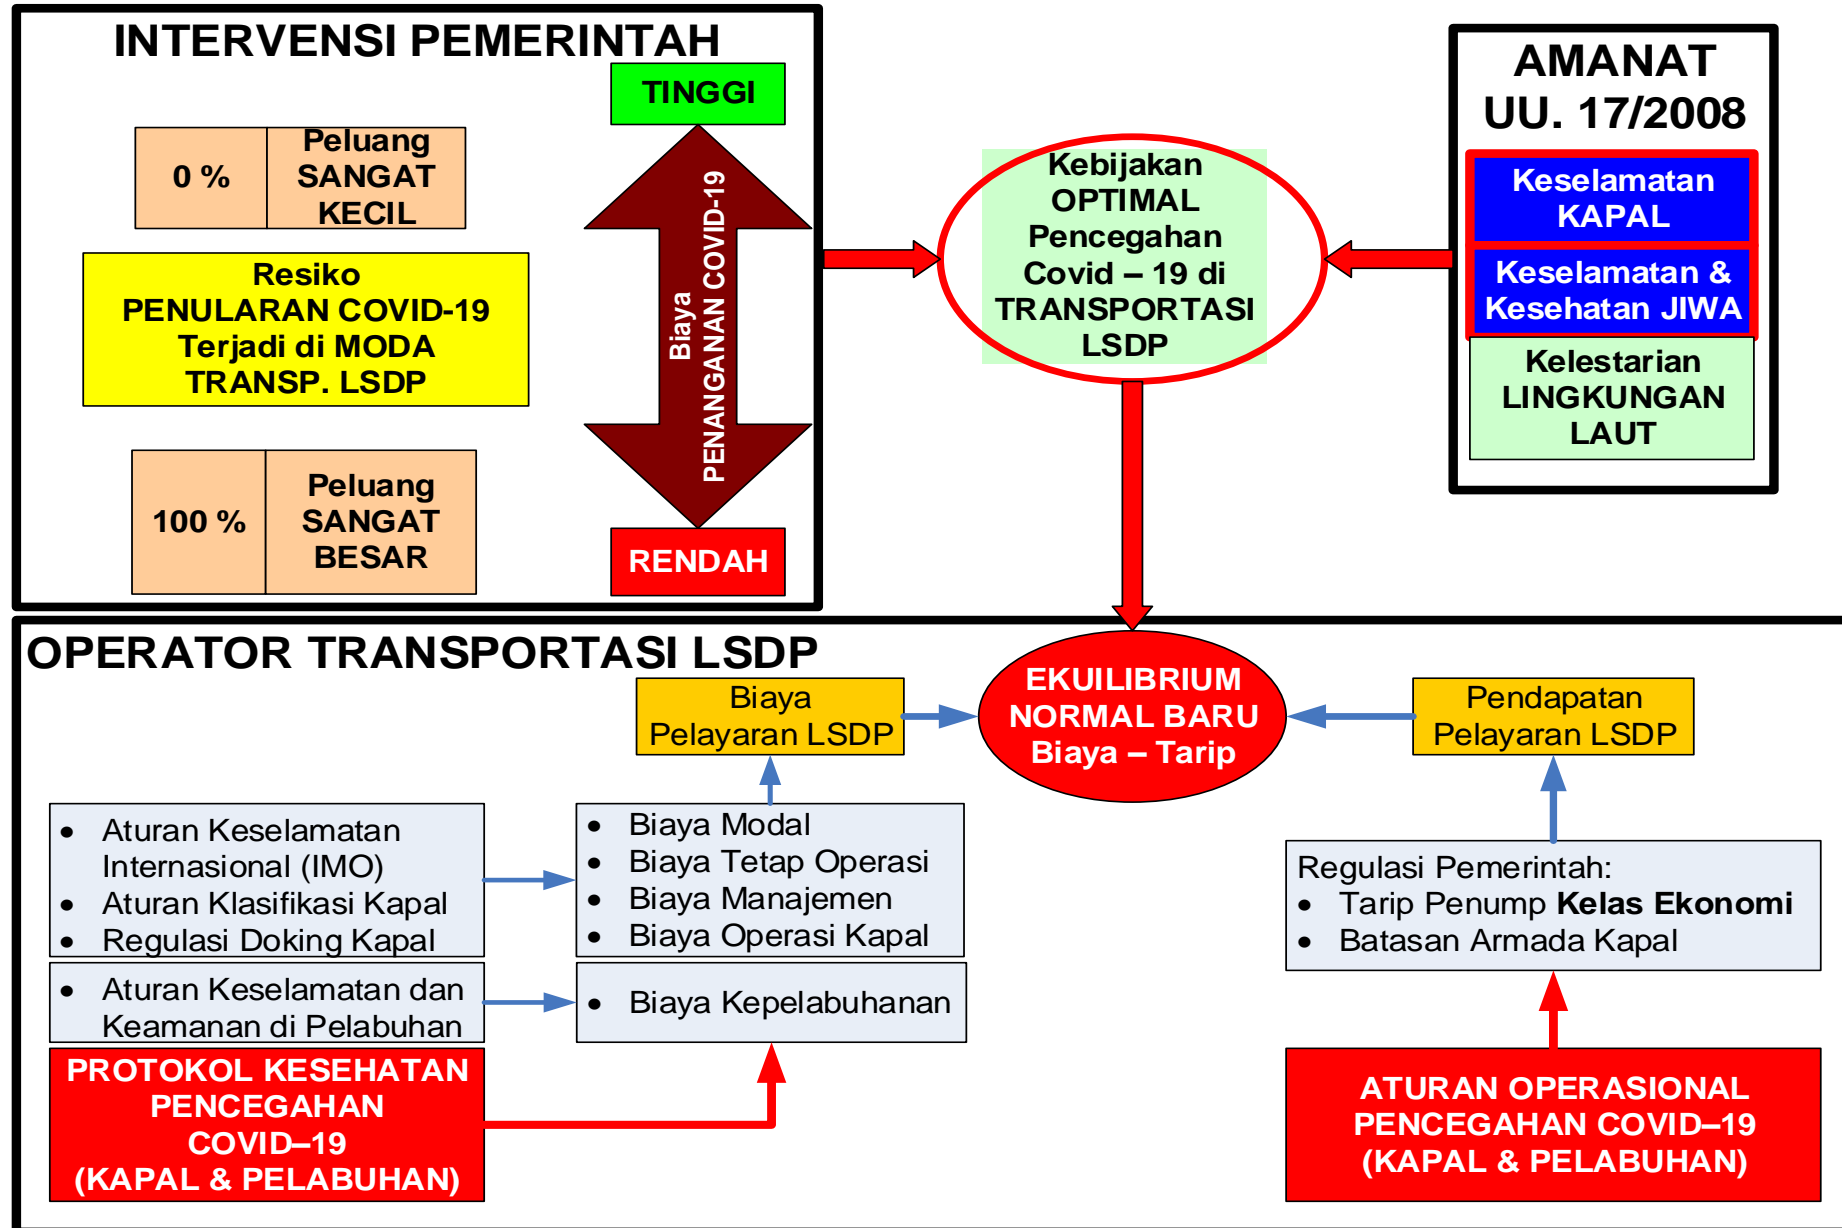 INTERVENSI PEMERINTAH
TINGGI
0 %
Peluang
SANGAT
KECIL
Resiko
PENULARAN COVID-19
Terjadi di MODA
TRANSP. LSDP
100 %
Peluang
SANGAT
BESAR
Biaya
PENANGANAN COVID-19
RENDAH
Kebijakan
OPTIMAL
Pencegahan
Covid – 19 di
TRANSPORTASI
LSDP
AMANAT
UU. 17/2008
Keselamatan
KAPAL
Keselamatan &
Kesehatan JIWA
Kelestarian
LINGKUNGAN
LAUT
OPERATOR TRANSPORTASI LSDP
Biaya
Pelayaran LSDP
EKUILIBRIUM
NORMAL BARU
Biaya – Tarip
Pendapatan
Pelayaran LSDP
• Aturan Keselamatan
Internasional (IMO)
• Aturan Klasifikasi Kapal
• Regulasi Doking Kapal
• Biaya Modal
• Biaya Tetap Operasi
• Biaya Manajemen
• Biaya Operasi Kapal
Regulasi Pemerintah:
• Tarip Penump Kelas Ekonomi
• Batasan Armada Kapal
• Aturan Keselamatan dan
Keamanan di Pelabuhan
• Biaya Kepelabuhanan
PROTOKOL KESEHATAN
PENCEGAHAN
COVID–19
(KAPAL & PELABUHAN)
ATURAN OPERASIONAL
PENCEGAHAN COVID–19
(KAPAL & PELABUHAN)